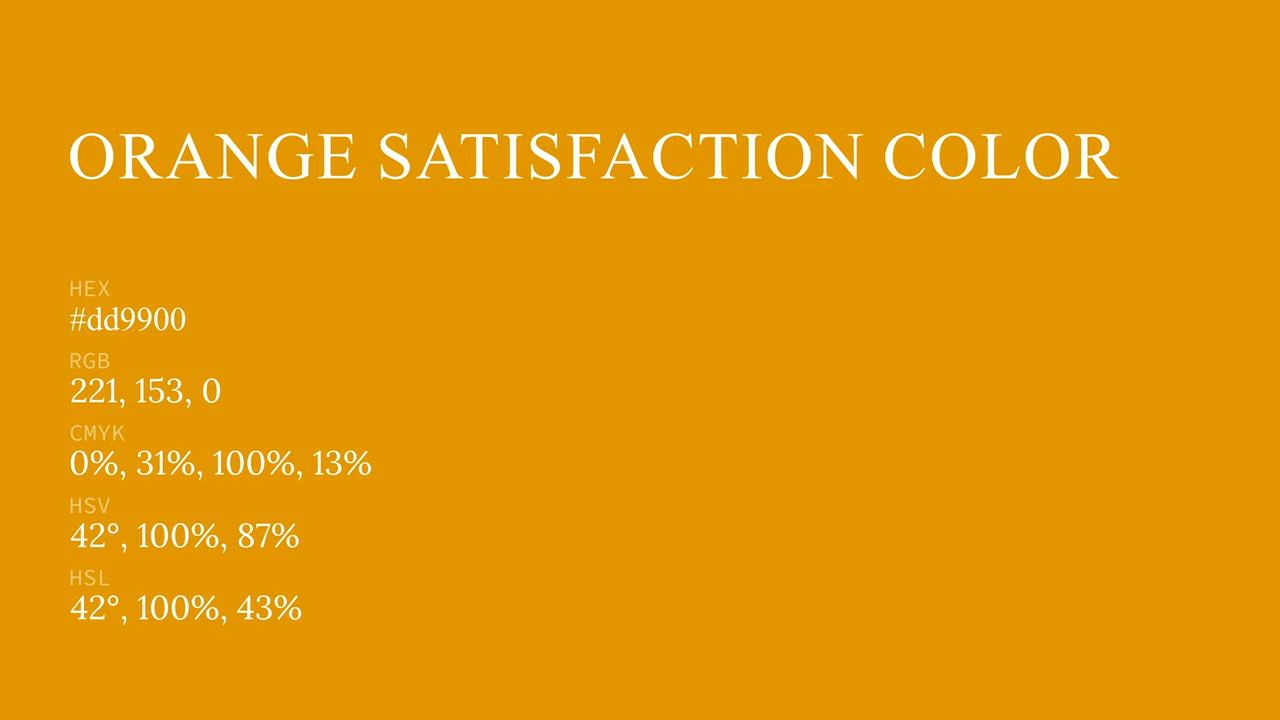 ORANGE SATISFACTION COLOR
HEX
#dd9900
RGB
221, 153, 0
CMYK
0%, 31%, 100%, 13%
HSV
42°, 100%, 87%
HSL
42°, 100%, 43%